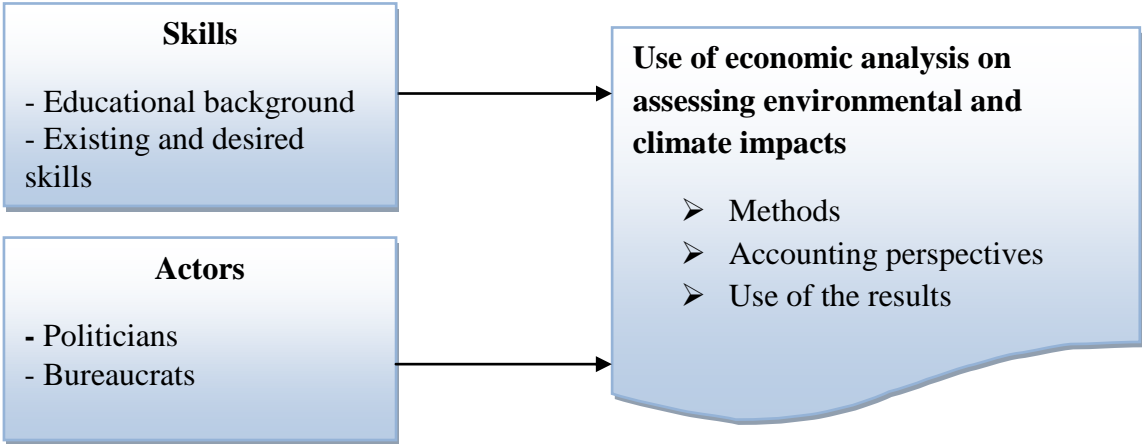 Skills
- Educational background
- Existing and desired
skills
Actors
- Politicians
- Bureaucrats
Use of economic analysis on
assessing environmental and
climate impacts
➢ Methods
➢ Accounting perspectives
➢ Use of the results